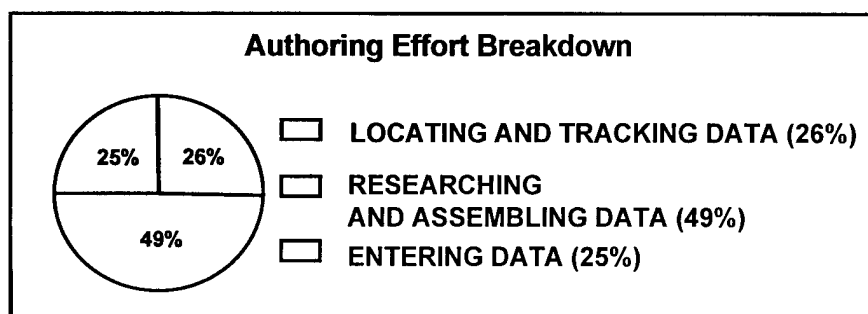 Authoring Effort Breakdown
25%
26%
49%
LOCATING AND TRACKING DATA (26%)
RESEARCHING
AND ASSEMBLING DATA (49%)
ENTERING DATA (25%)